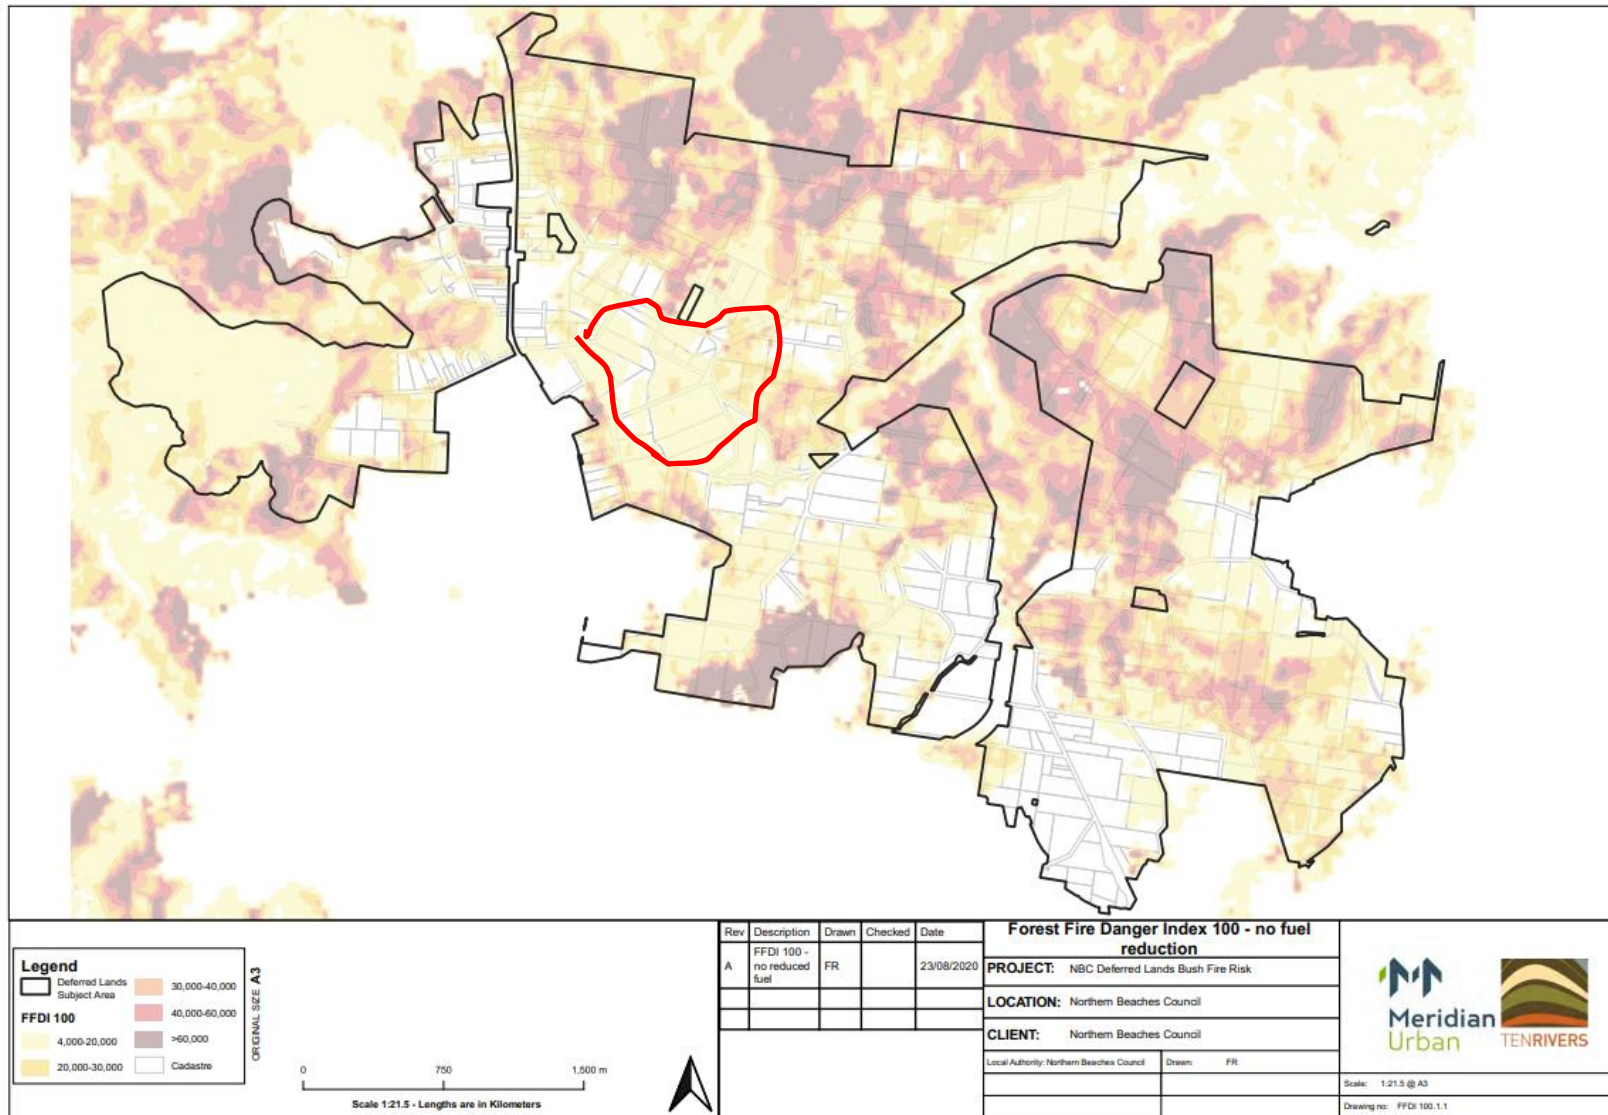 Legend
Deferred Lands
Subject Area
FFDI 100
4,000-20,000
20,000-30,000
30,000-40,000
40,000-60,000
>60,000
Cadastre
ORIGINAL SIZE A3
0 750 1,500 m
Scale 1:21.5 - Lengths are in Kilometers
Rev Description Drawn Checked Date
A FFDI 100 - no reduced fuel FR 23/08/2020
Forest Fire Danger Index 100 - no fuel
reduction
PROJECT: NBC Deferred Lands Bush Fire Risk
LOCATION: Northern Beaches Council
CLIENT: Northern Beaches Council
Local Authority: Northern Beaches Council Drawn: FR
Meridian
Urban
TENRIVERS
Scale: 1:21.5 @ A3
Drawing no: FFDI 100.1.1